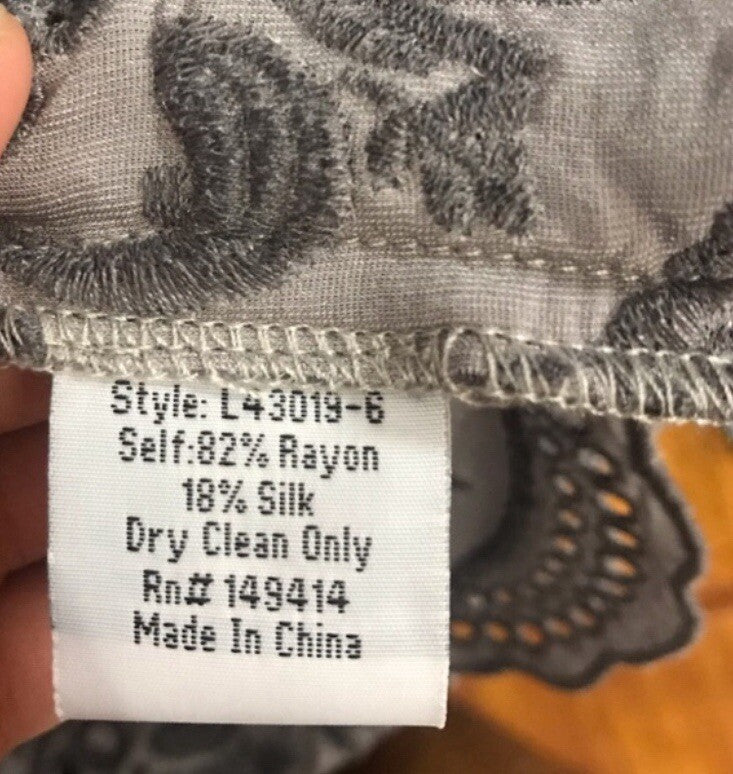 Style: L43019-6
Self:82% Rayon
18% Silk
Dry Clean Only
Rn# 149414
Made In China